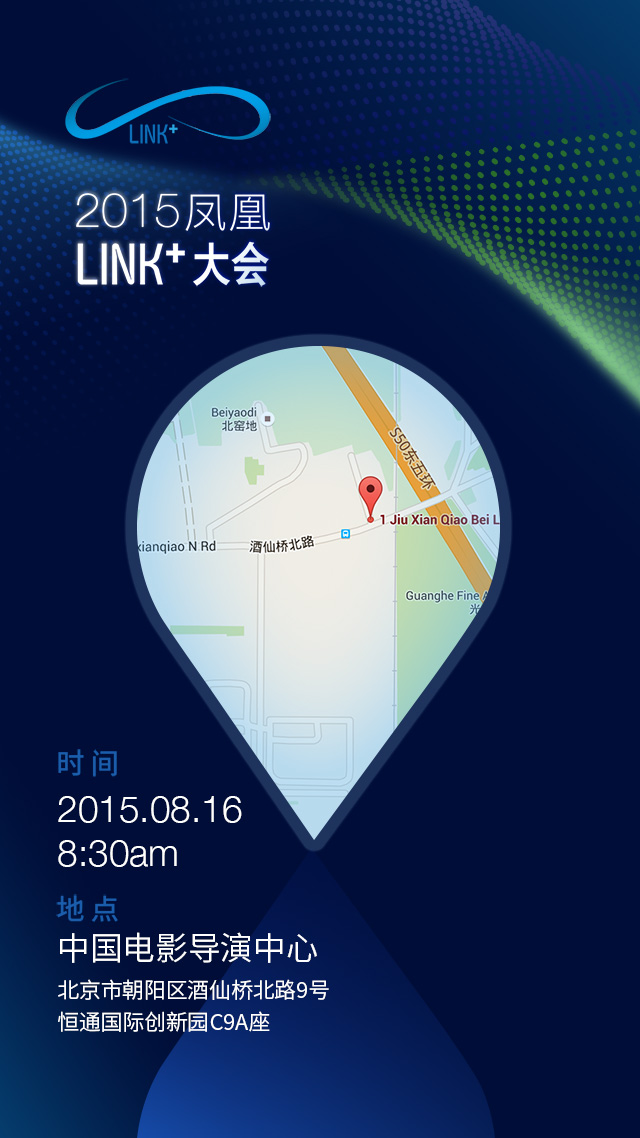 LINK+
2015凤凰
LINK+大会
Beiyaodi
北窑地
S50东五环
1 Jiu Xian Qiao Bei L
xianqiao N Rd
酒仙桥北路
Guanghe Fine A
光
时间
2015.08.16
8:30am
地点
中国电影导演中心
北京市朝阳区酒仙桥北路9号
恒通国际创新园C9A座